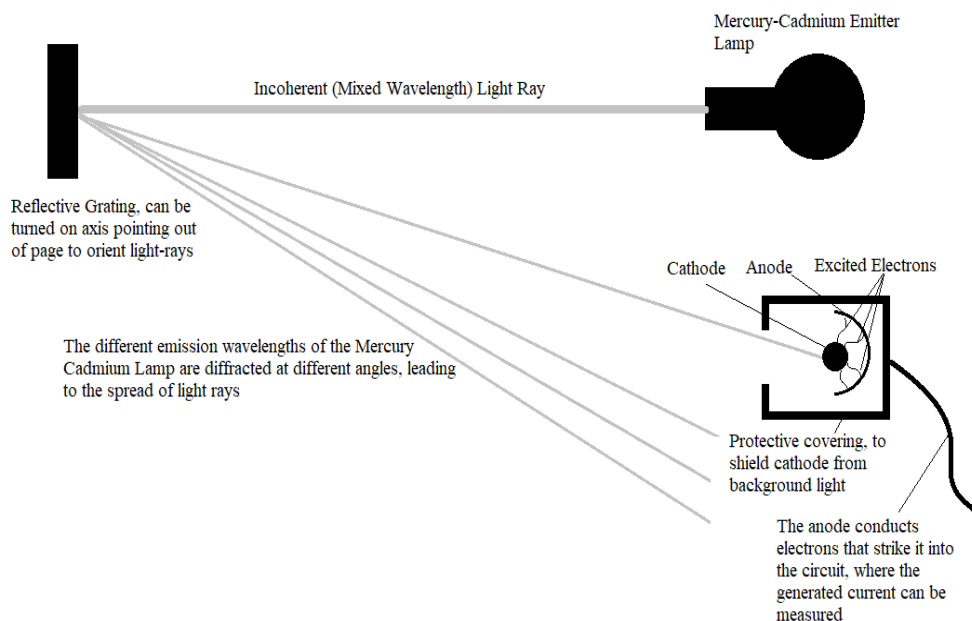 Mercury-Cadmium Emitter
Lamp
Incoherent (Mixed Wavelength) Light Ray
Reflective Grating, can be
turned on axis pointing out
of page to orient light-rays
Cathode
Anode
Excited Electrons
The different emission wavelengths of the Mercury
Cadmium Lamp are diffracted at different angles, leading
to the spread of light rays
Protective covering, to
shield cathode from
background light
The anode conducts
electrons that strike it into
the circuit, where the
generated current can be
measured